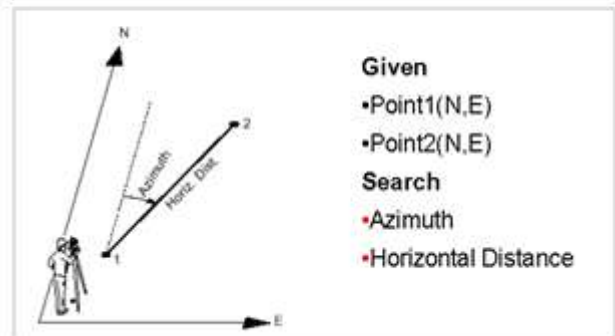 N
2
Azimuth
Horiz. Dist.
1
E
Given
•Point1(N,E)
•Point2(N,E)
Search
•Azimuth
•Horizontal Distance